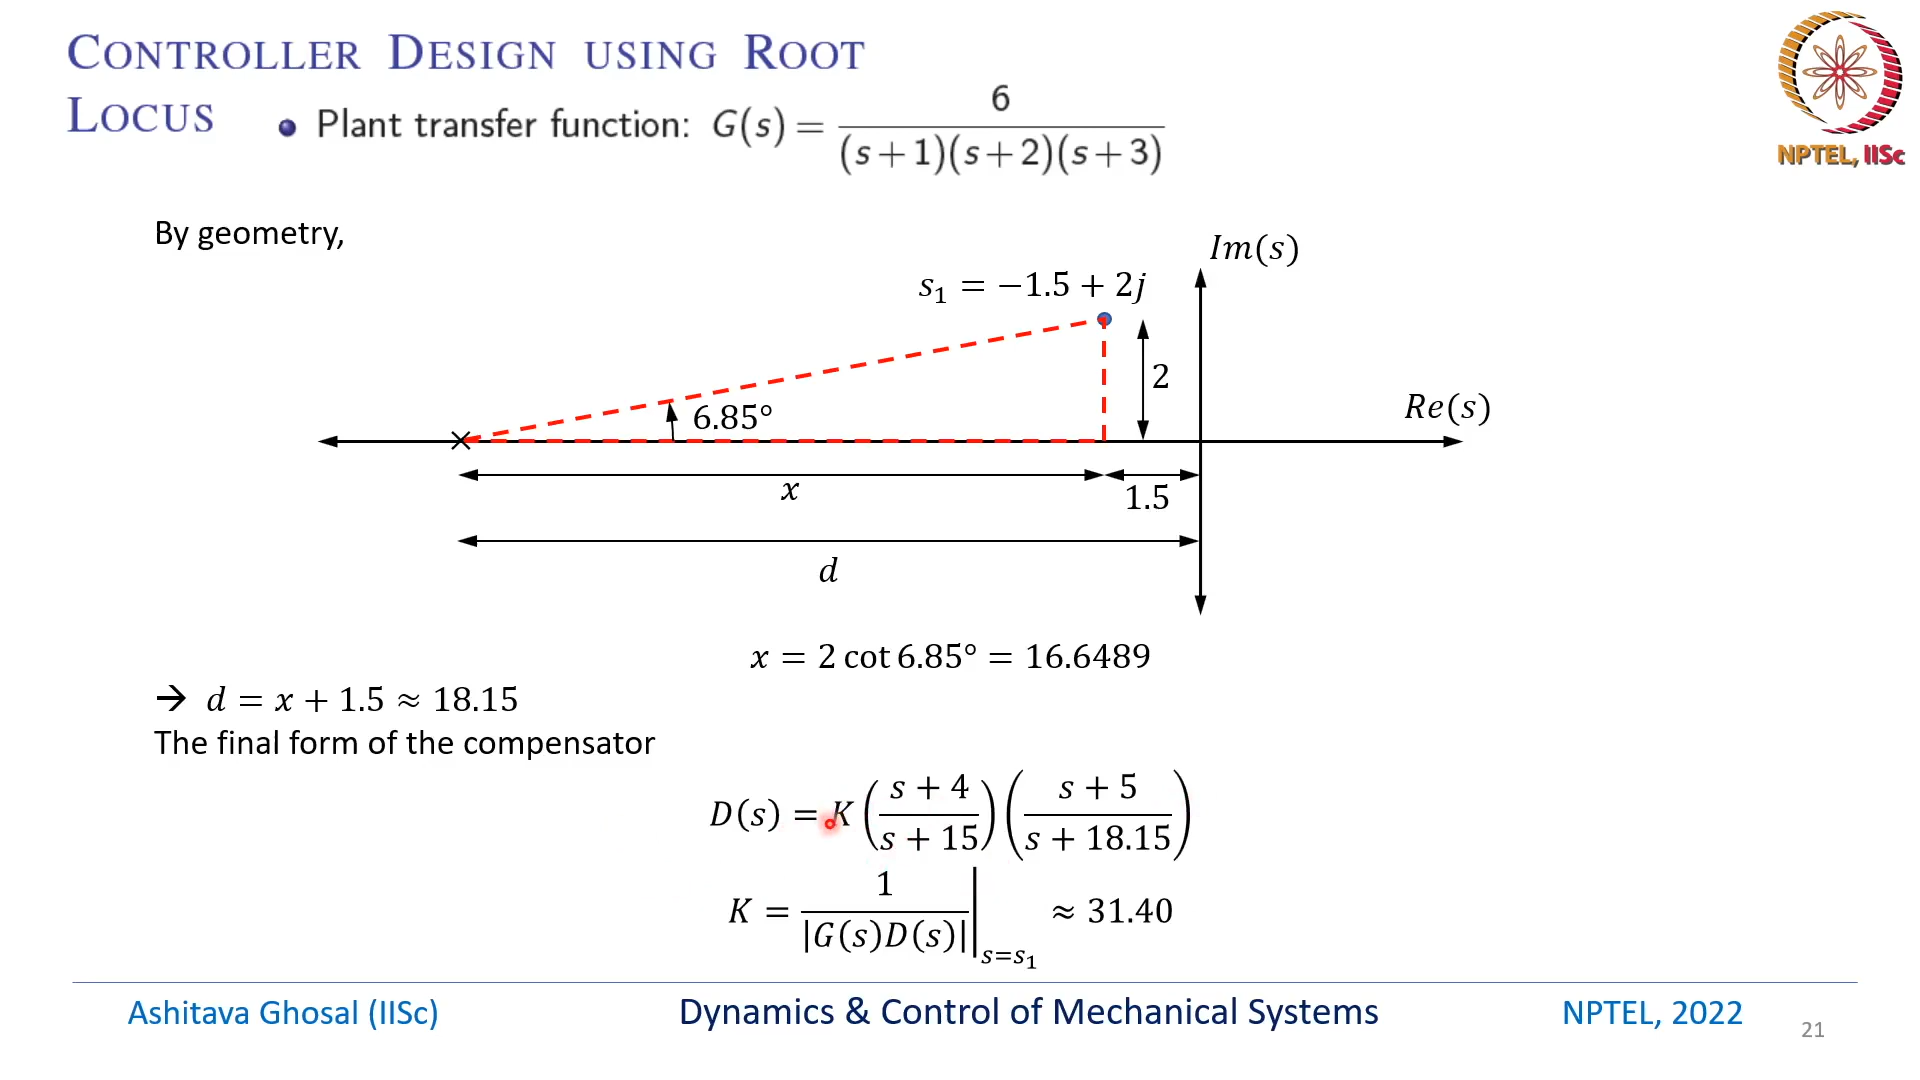 CONTROLLER DESIGN USING ROOT
LOCUS
• Plant transfer function: G(s) = 6 / (s+1)(s+2)(s+3)
NPTEL, IISc
By geometry,
Im(s)
s₁ = −1.5 + 2j
2
Re(s)
6.85°
x
1.5
d
x = 2 cot 6.85° = 16.6489
→ d = x + 1.5 ≈ 18.15
The final form of the compensator
D(s) = K ((s + 4)/(s + 15)) ((s + 5)/(s + 18.15))
K = 1/|G(s)D(s)| |ₛ₌ₛ₁ ≈ 31.40
Ashitava Ghosal (IISc) Dynamics & Control of Mechanical Systems NPTEL, 2022 21